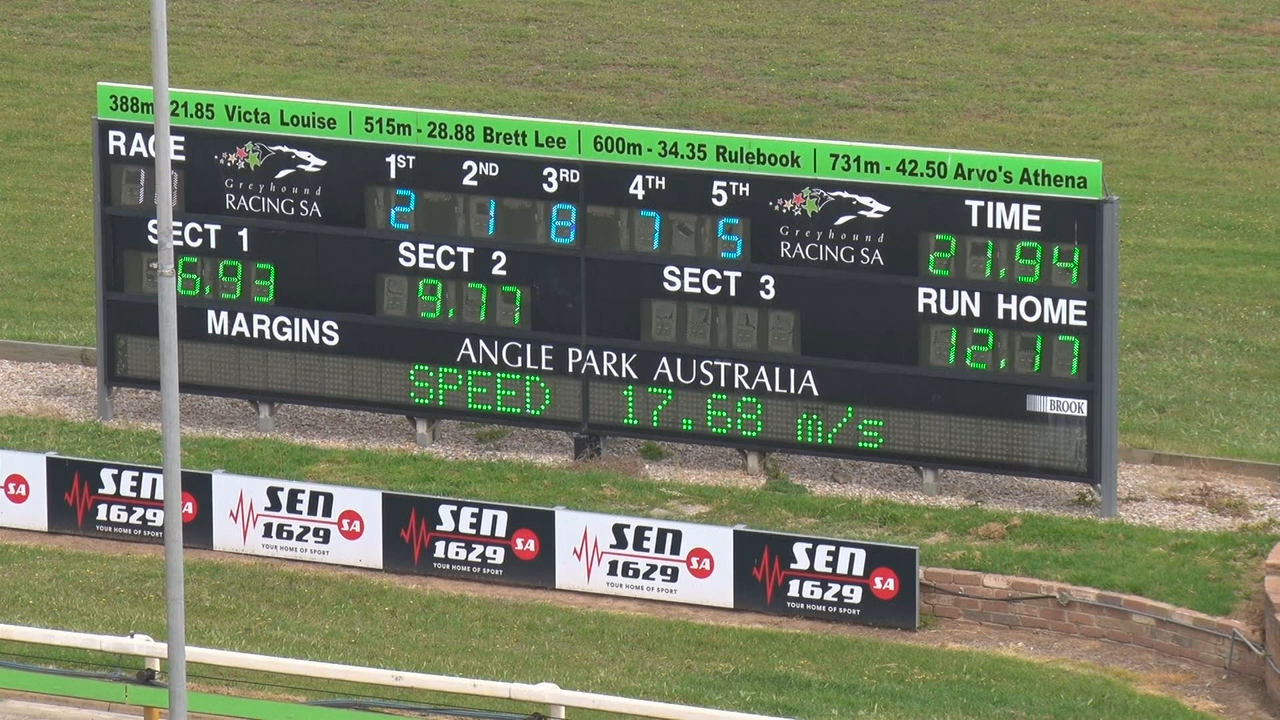 388m 21.85 Victa Louise | 515m - 28.88 Brett Lee | 600m - 34.35 Rulebook | 731m - 42.50 Arvo's Athena
RACE
Greyhound
RACING SA
1ST 2ND 3RD 4TH 5TH
2 1 8 7 5
Greyhound
RACING SA
TIME
21.94
SECT 1
6.93
SECT 2
9.77
SECT 3
RUN HOME
12.17
MARGINS
ANGLE PARK AUSTRALIA
BROOK
SPEED 17.68 m/s
SA
SEN
1629 SA
YOUR HOME OF SPORT
SEN
1629 SA
YOUR HOME OF SPORT
SEN
1629 SA
YOUR HOME OF SPORT
SEN
1629 SA
YOUR HOME OF SPORT
SEN
1629 SA
YOUR HOME OF SPORT